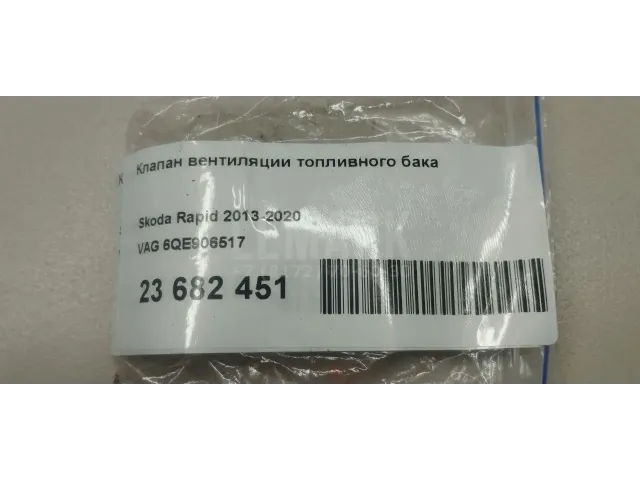 Клапан вентиляции топливного бака
Skoda Rapid 2013-2020
VAG 6QE906517
23 682 451